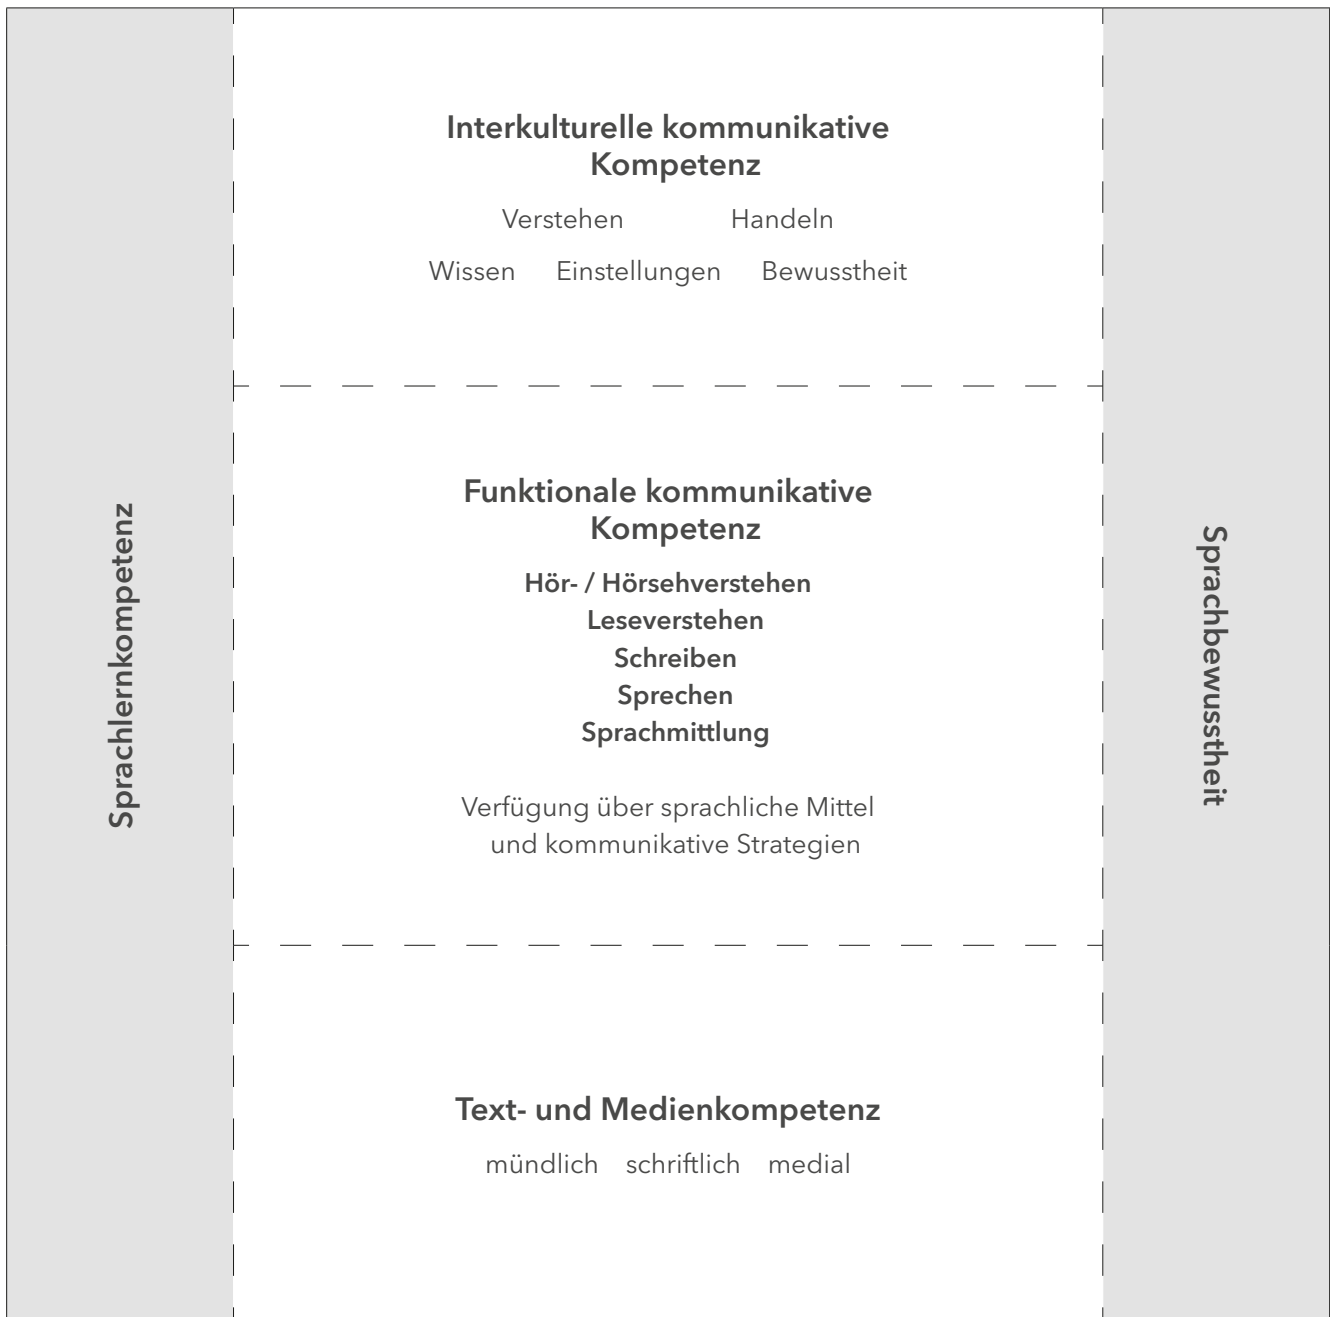 Sprachlernkompetenz
Interkulturelle kommunikative
Kompetenz
Verstehen Handeln
Wissen Einstellungen Bewusstheit
Funktionale kommunikative
Kompetenz
Hör- / Hörsehverstehen
Leseverstehen
Schreiben
Sprechen
Sprachmittlung
Verfügung über sprachliche Mittel
und kommunikative Strategien
Text- und Medienkompetenz
mündlich schriftlich medial
Sprachbewusstheit